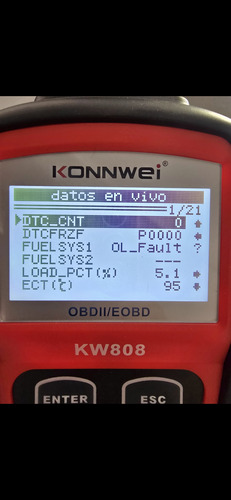 KONNWEI®
datos en vivo
1/21
DTC_CNT 0
DTCFRZF P0000
FUELSYS1 OL_Fault ?
FUELSYS2 ---
LOAD_PCT(%) 5.1
ECT(℃) 95
OBDII/EOBD
KW808
ENTER ESC